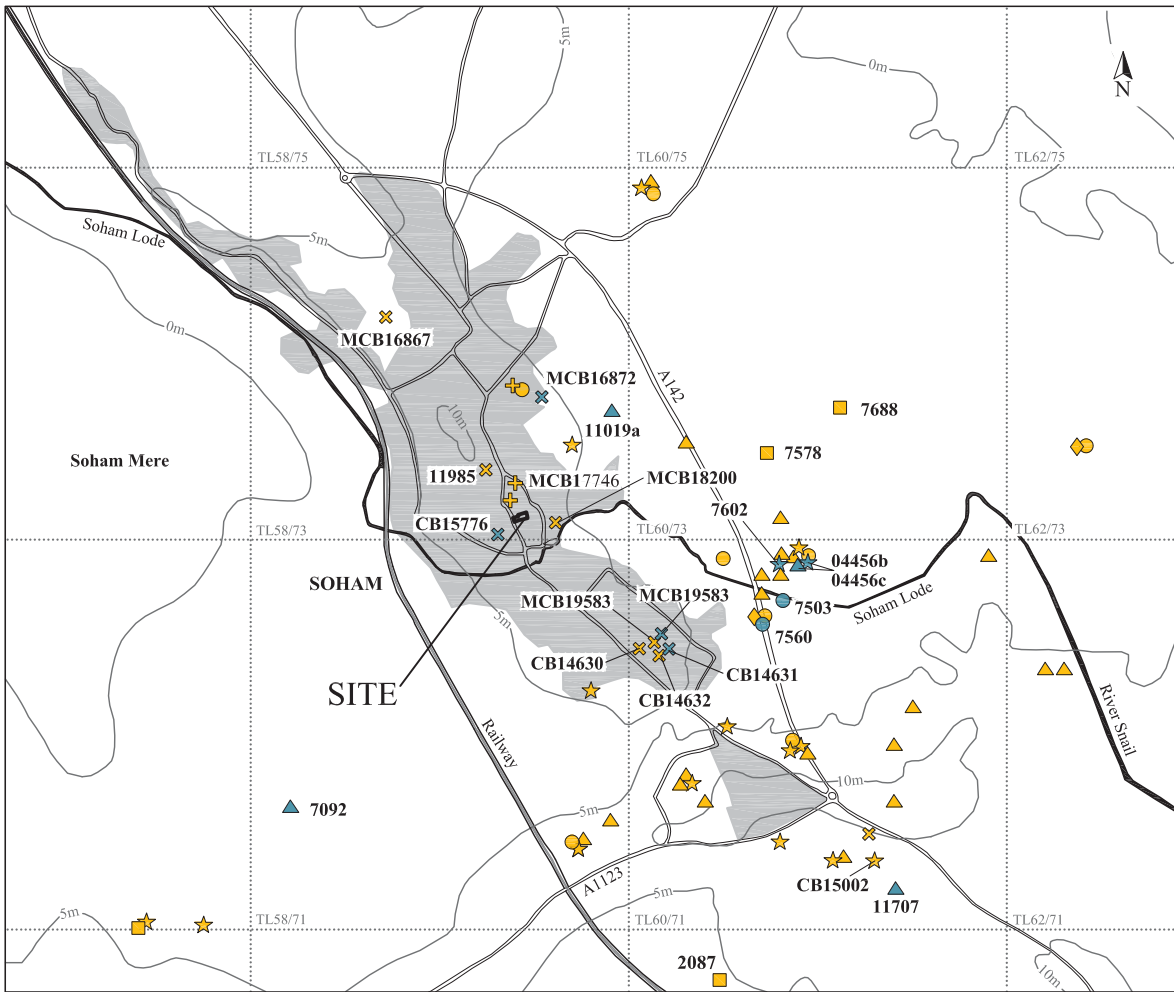 5m
0m
N
TL58/75
TL60/75
TL62/75
Soham Lode
5m
0m
MCB16867
A142
MCB16872
11019a
7688
10m
7578
Soham Mere
11985
MCB17746
MCB18200
7602
CB15776
TL58/73
TL60/73
TL62/73
SOHAM
04456b
04456c
MCB19583
MCB19583
7503
Soham Lode
5m
7560
CB14630
CB14631
CB14632
SITE
River Snail
Railway
10m
7092
5m
A1123
CB15002
11707
5m
TL58/71
5m
TL60/71
TL62/71
2087
10m